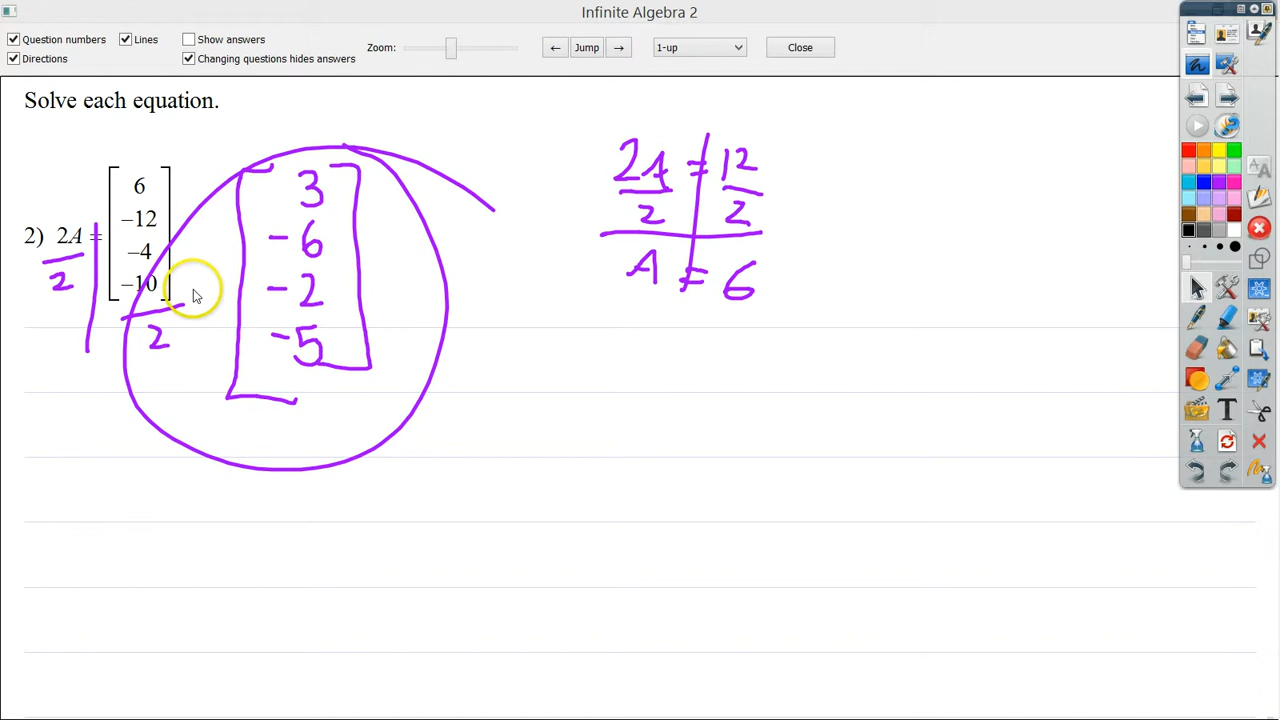 Infinite Algebra 2
Question numbers Lines Show answers
Directions Changing questions hides answers
Zoom: ← Jump → 1-up Close
Solve each equation.
2) 2A = [6 –12 –4 –10]
2
2
3
-6
-2
-5
2A = 12
2 2
A = 6